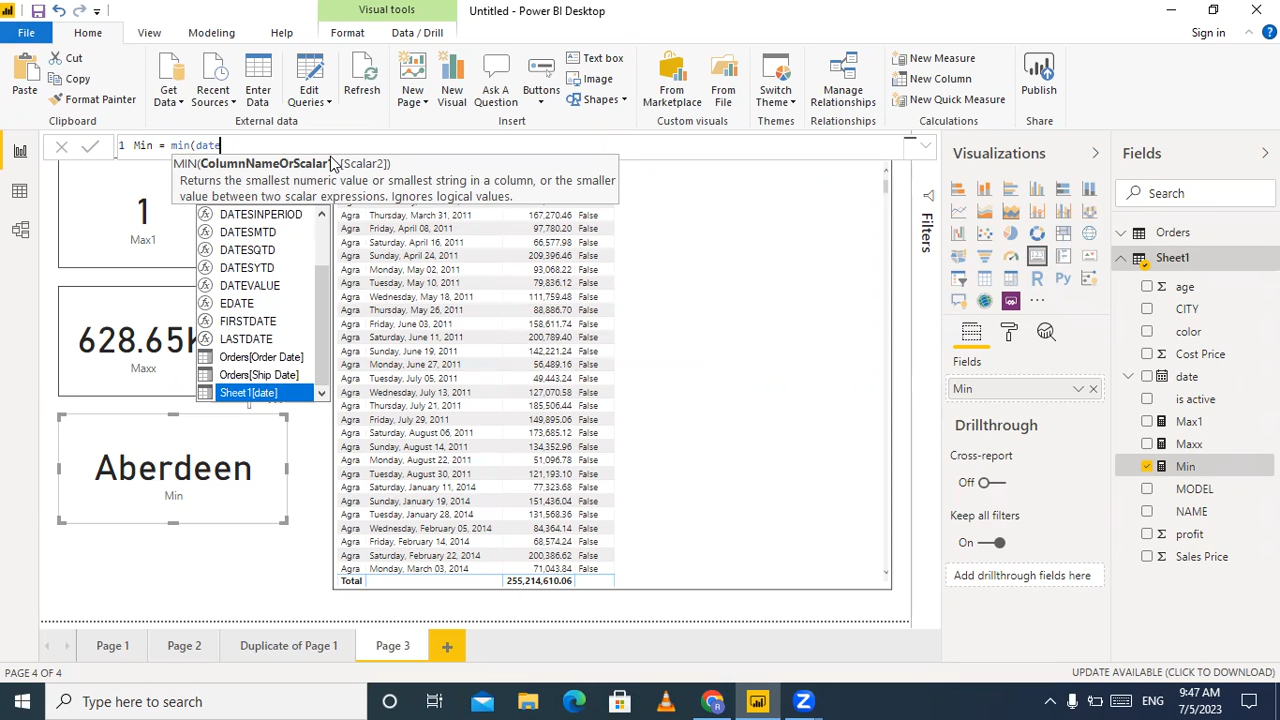 Visual tools
Untitled - Power BI Desktop
File
Home
View
Modeling
Help
Format
Data / Drill
Sign in
Paste
Cut
Copy
Format Painter
Clipboard
Get Data
Recent Sources
Enter Data
Edit Queries
Refresh
External data
New Page
New Visual
Ask A Question
Buttons
Text box
Image
Shapes
Insert
From Marketplace
From File
Custom visuals
Switch Theme
Themes
Manage Relationships
Relationships
New Measure
New Column
New Quick Measure
Calculations
Publish
Share
1 Min = min(date
MIN(ColumnNameOrScalar1, [Scalar2])
Returns the smallest numeric value or smallest string in a column, or the smaller
value between two scalar expressions. Ignores logical values.
DATESINPERIOD
DATESMTD
DATESQTD
DATESYTD
DATEVALUE
EDATE
FIRSTDATE
LASTDATE
Orders[Order Date]
Orders[Ship Date]
Sheet1[date]
1
Max1
628.65K
Maxx
Aberdeen
Min
Agra Thursday, March 31, 2011 167,270.46 False
Agra Friday, April 08, 2011 97,780.20 False
Agra Saturday, April 16, 2011 66,577.98 False
Agra Sunday, April 24, 2011 209,396.46 False
Agra Monday, May 02, 2011 93,068.22 False
Agra Tuesday, May 10, 2011 79,836.12 False
Agra Wednesday, May 18, 2011 111,759.48 False
Agra Thursday, May 26, 2011 88,886.70 False
Agra Friday, June 03, 2011 158,611.74 False
Agra Saturday, June 11, 2011 200,789.40 False
Agra Sunday, June 19, 2011 142,221.24 False
Agra Monday, June 27, 2011 56,489.16 False
Agra Tuesday, July 05, 2011 49,443.24 False
Agra Wednesday, July 13, 2011 127,070.58 False
Agra Thursday, July 21, 2011 185,506.44 False
Agra Friday, July 29, 2011 149,895.06 False
Agra Saturday, August 06, 2011 173,685.12 False
Agra Sunday, August 14, 2011 134,352.96 False
Agra Monday, August 22, 2011 51,096.78 False
Agra Tuesday, August 30, 2011 121,193.10 False
Agra Saturday, January 11, 2014 77,323.68 False
Agra Sunday, January 19, 2014 151,436.04 False
Agra Tuesday, January 28, 2014 131,568.36 False
Agra Wednesday, February 05, 2014 84,364.14 False
Agra Friday, February 14, 2014 68,574.24 False
Agra Saturday, February 22, 2014 200,386.62 False
Agra Monday, March 03, 2014 71,043.84 False
Total 255,214,610.06
Filters
Visualizations
Fields
Min
Drillthrough
Cross-report
Off
Keep all filters
On
Add drillthrough fields here
Fields
Search
Orders
Sheet1
age
CITY
color
Cost Price
date
is active
Max1
Maxx
Min
MODEL
NAME
profit
Sales Price
Page 1
Page 2
Duplicate of Page 1
Page 3
PAGE 4 OF 4
UPDATE AVAILABLE (CLICK TO DOWNLOAD)
Type here to search
ENG
9:47 AM
7/5/2023